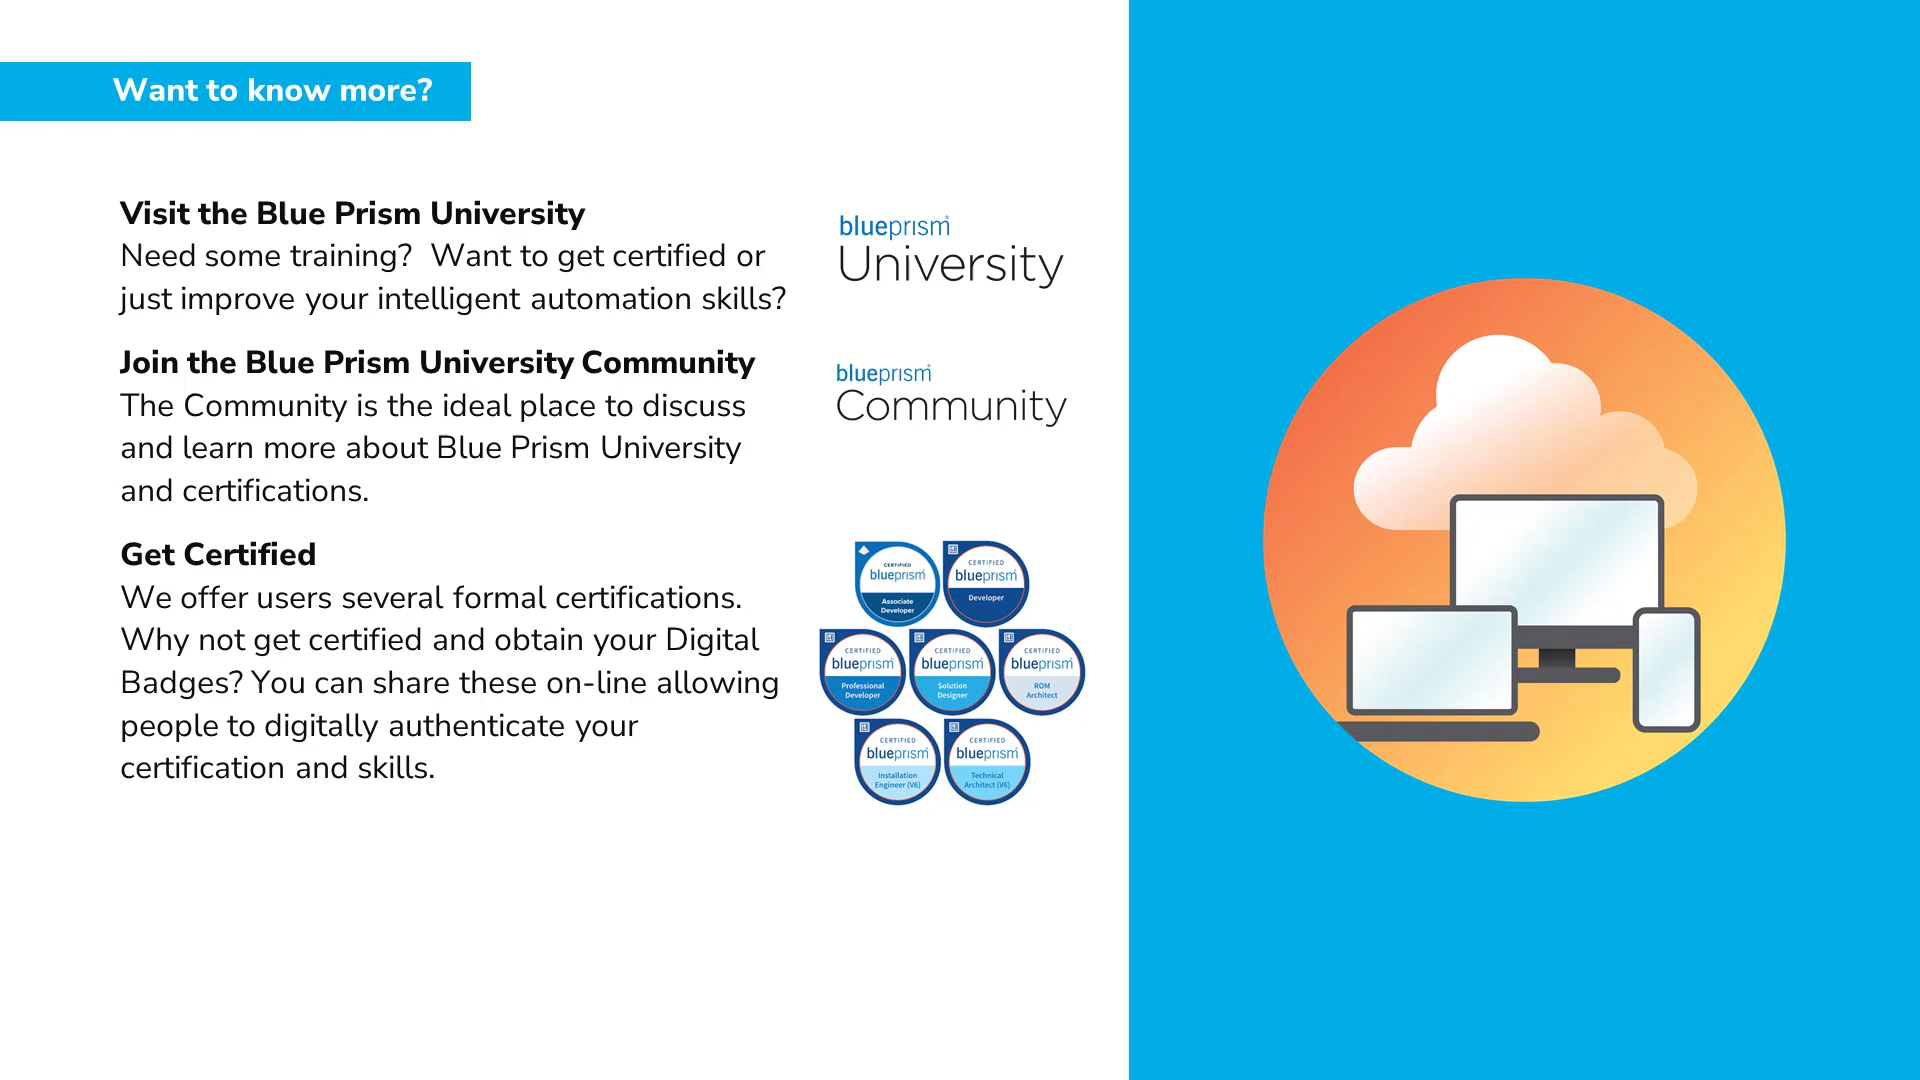 Want to know more?
Visit the Blue Prism University
Need some training?  Want to get certified or
just improve your intelligent automation skills?
blueprism
University
Join the Blue Prism University Community
The Community is the ideal place to discuss
and learn more about Blue Prism University
and certifications.
blueprism
Community
Get Certified
We offer users several formal certifications.
Why not get certified and obtain your Digital
Badges? You can share these on-line allowing
people to digitally authenticate your
certification and skills.
CERTIFIED
blueprism
Associate
Developer
CERTIFIED
blueprism
Developer
CERTIFIED
blueprism
Professional
Developer
CERTIFIED
blueprism
Solution
Designer
CERTIFIED
blueprism
ROM
Architect
CERTIFIED
blueprism
Installation
Engineer (V6)
CERTIFIED
blueprism
Technical
Architect (V6)